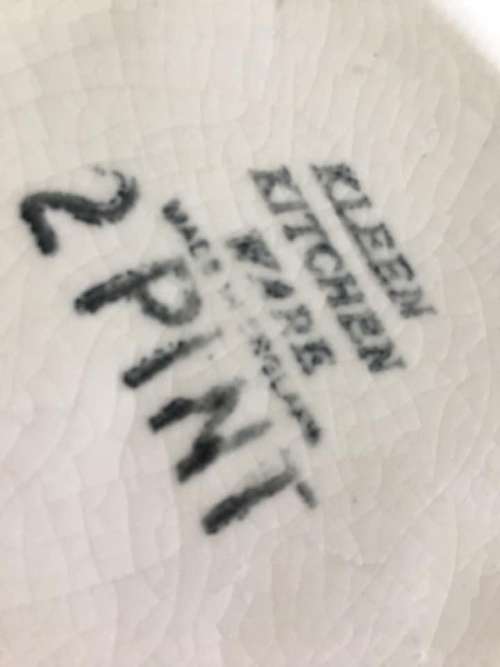 KLEEN
KITCHEN
WARE
MADE IN ENGLAND
2 PINT